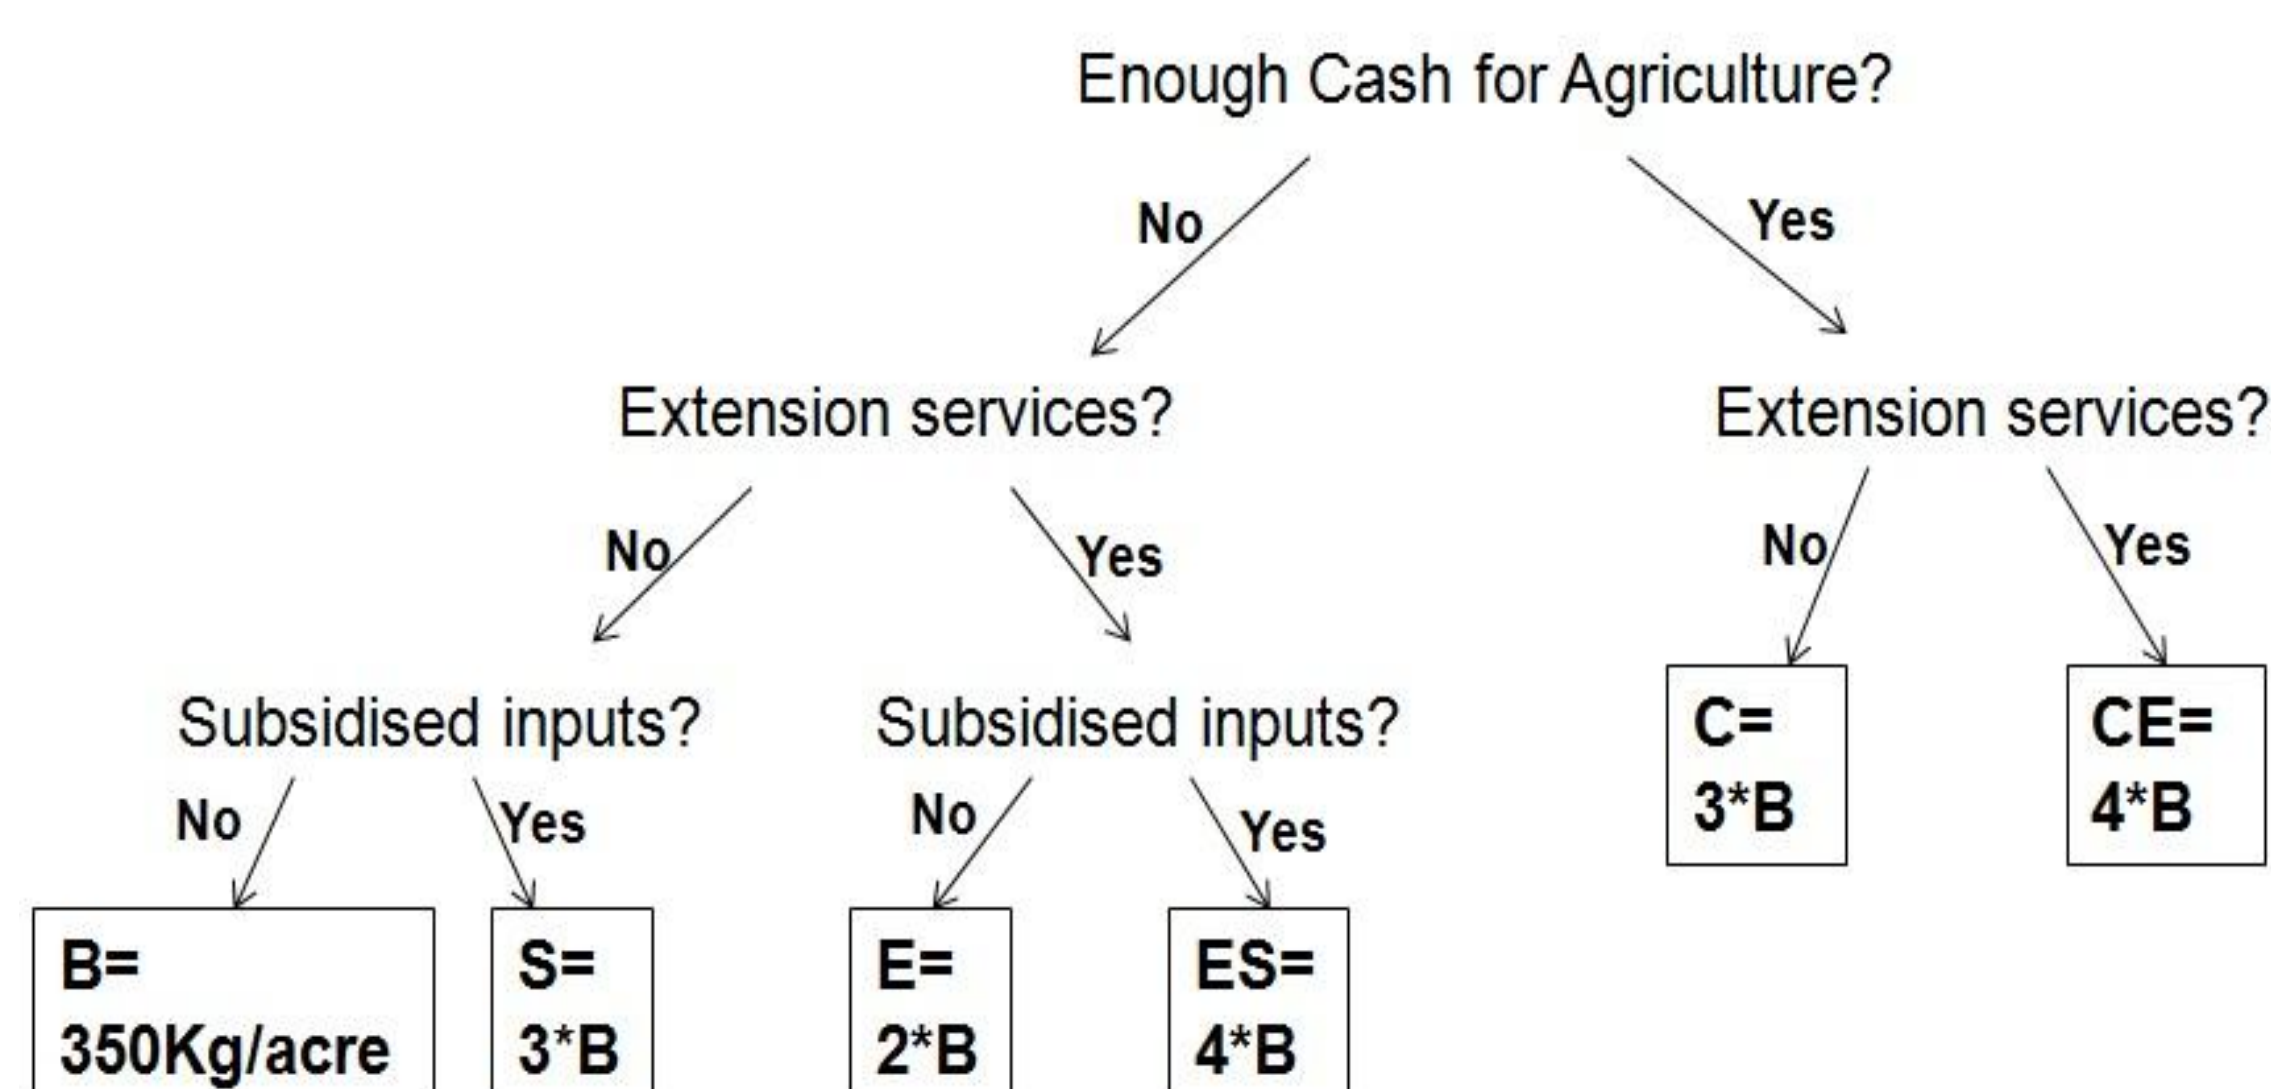 Enough Cash for Agriculture?
No
Yes
Extension services?
Extension services?
No
Yes
No
Yes
Subsidised inputs?
Subsidised inputs?
C=
3*B
CE=
4*B
No
Yes
No
Yes
B=
350Kg/acre
S=
3*B
E=
2*B
ES=
4*B